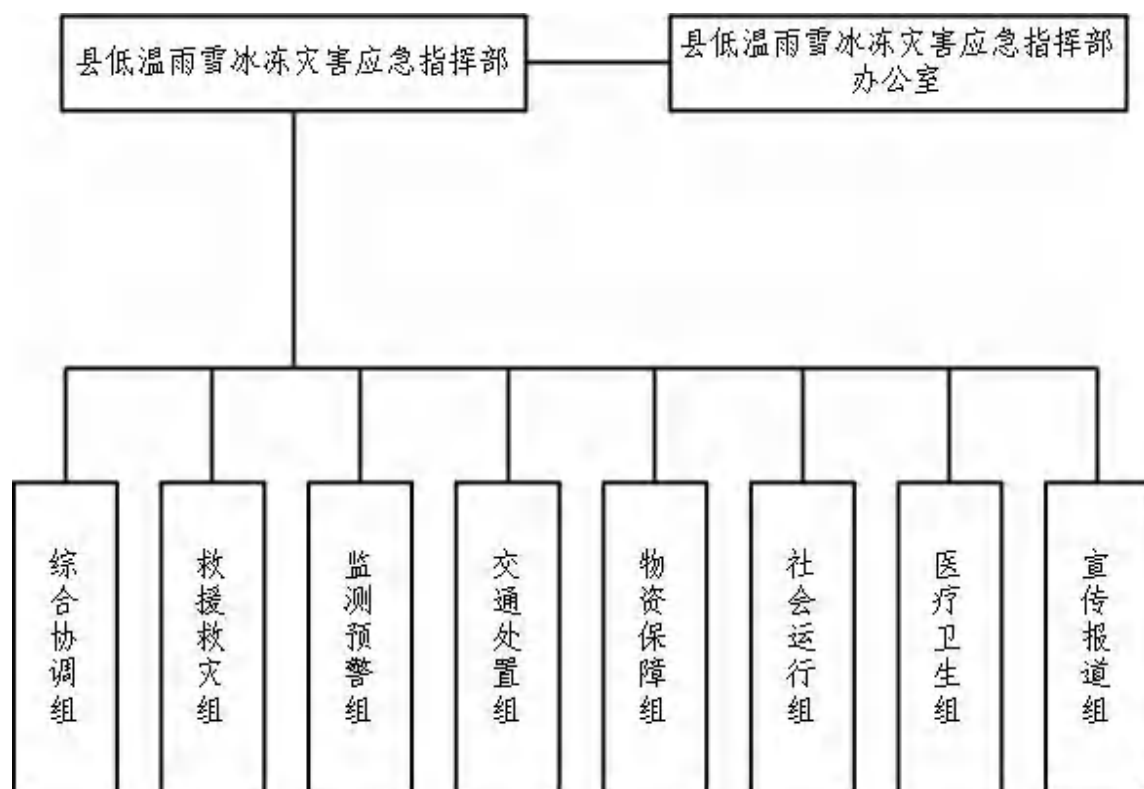 县低温雨雪冰冻灾害应急指挥部
县低温雨雪冰冻灾害应急指挥部
办公室
综合协调组
救援救灾组
监测预警组
交通处置组
物资保障组
社会运行组
医疗卫生组
宣传报道组